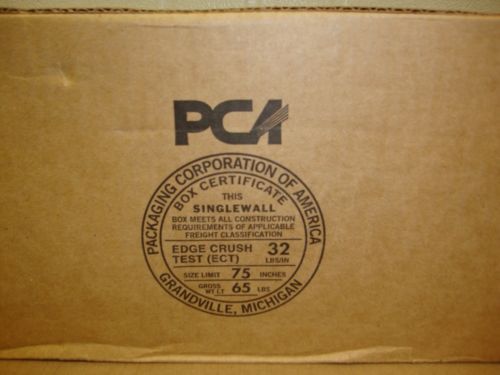 PCA
PACKAGING CORPORATION OF AMERICA
BOX CERTIFICATE
THIS
SINGLEWALL
BOX MEETS ALL CONSTRUCTION
REQUIREMENTS OF APPLICABLE
FREIGHT CLASSIFICATION
EDGE CRUSH
TEST (ECT) 32 LBS/IN
SIZE LIMIT 75 INCHES
GROSS WT LT 65 LBS
GRANDVILLE, MICHIGAN